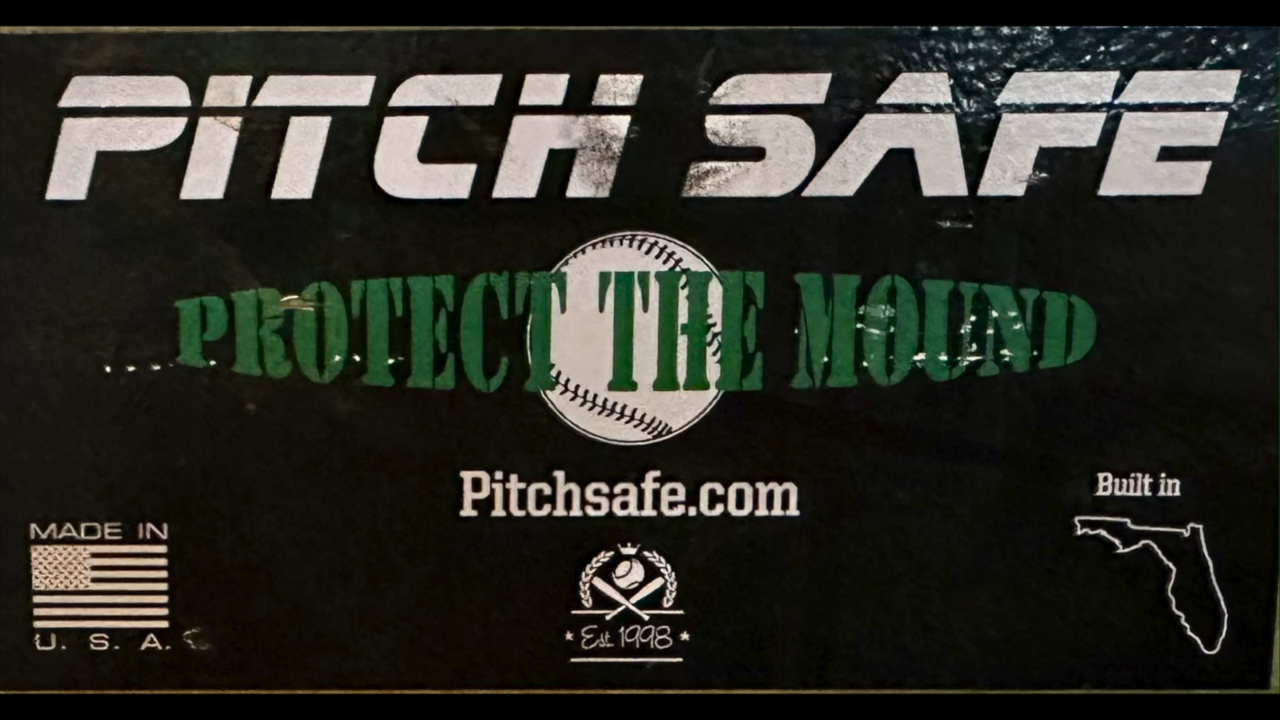 PITCH SAFE
PROTECT THE MOUND
Pitchsafe.com
Built in
MADE IN
U. S. A.
Est 1998